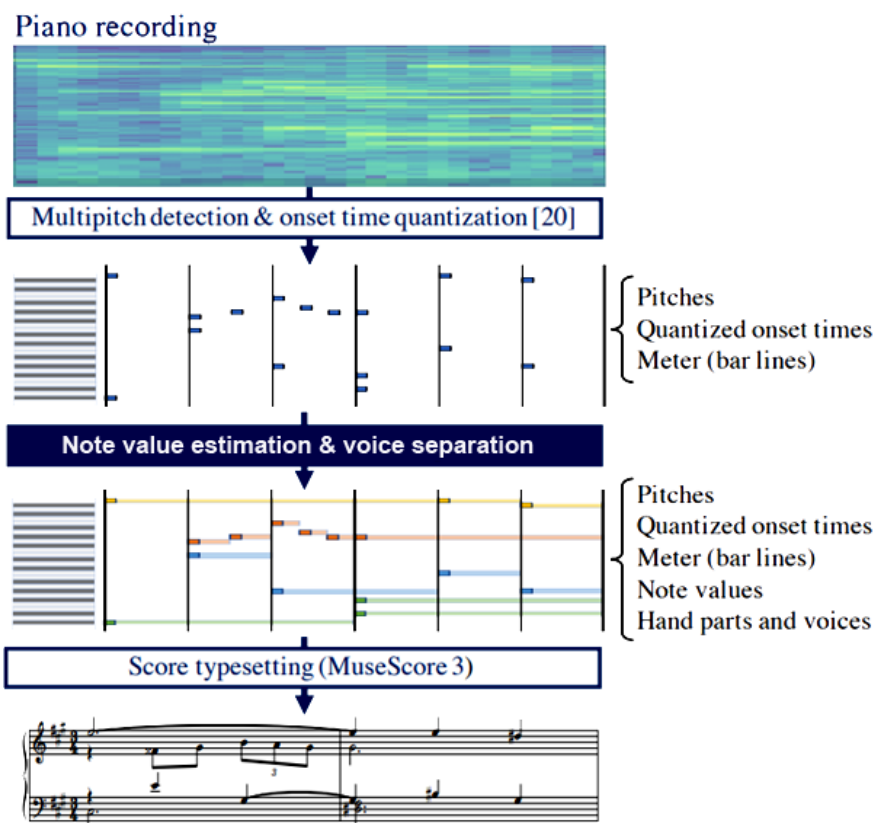 Piano recording
Multipitch detection & onset time quantization [20]
Pitches
Quantized onset times
Meter (bar lines)
Note value estimation & voice separation
Pitches
Quantized onset times
Meter (bar lines)
Note values
Hand parts and voices
Score typesetting (MuseScore 3)
3